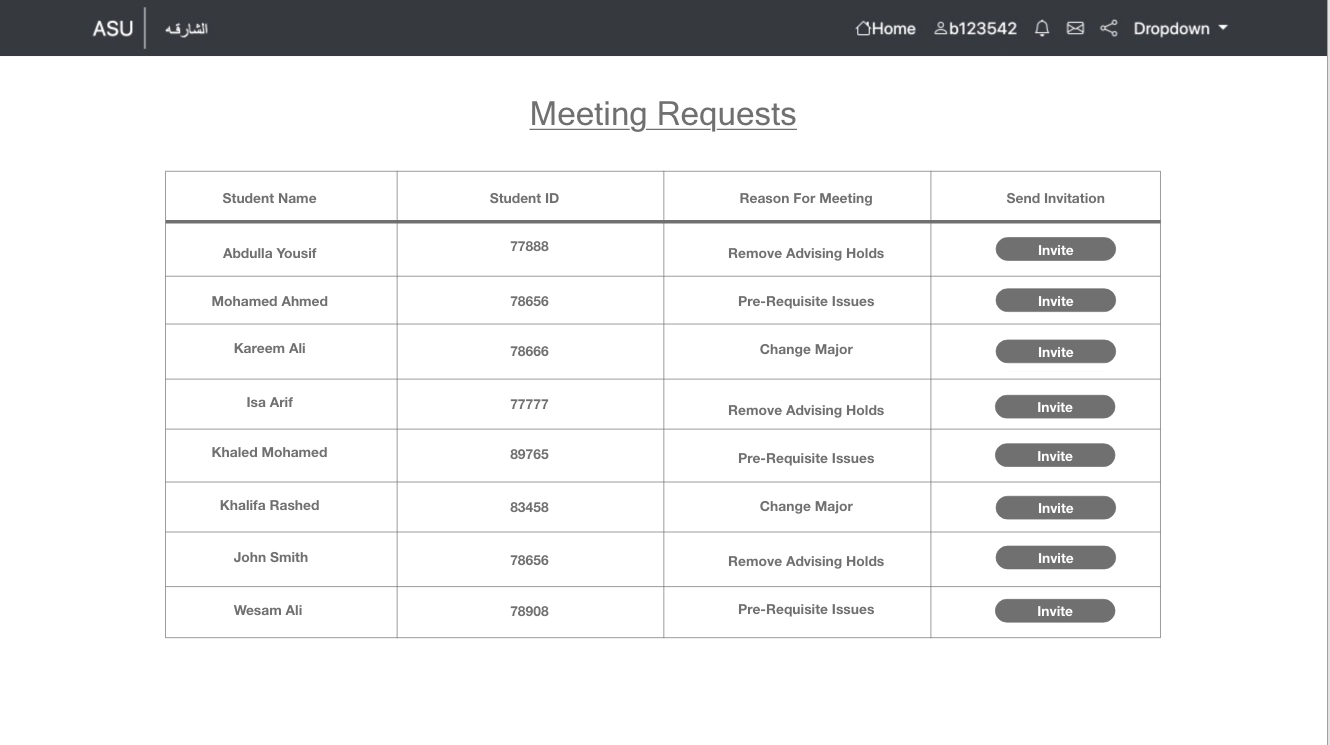 ASU الشارقه Home b123542 Dropdown
Meeting Requests
Student Name Student ID Reason For Meeting Send Invitation
Abdulla Yousif 77888 Remove Advising Holds Invite
Mohamed Ahmed 78656 Pre-Requisite Issues Invite
Kareem Ali 78666 Change Major Invite
Isa Arif 77777 Remove Advising Holds Invite
Khaled Mohamed 89765 Pre-Requisite Issues Invite
Khalifa Rashed 83458 Change Major Invite
John Smith 78656 Remove Advising Holds Invite
Wesam Ali 78908 Pre-Requisite Issues Invite